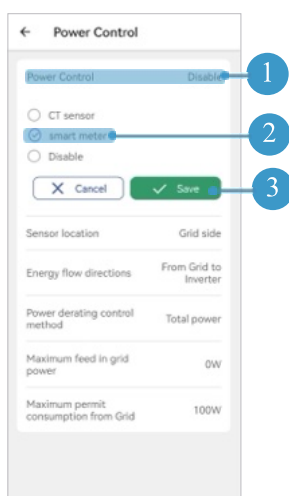 ← Power Control
Power Control Disable 1
CT sensor
smart meter 2
Disable
X Cancel ✓ Save 3
Sensor location Grid side
Energy flow directions From Grid to
Inverter
Power derating control
method Total power
Maximum feed in grid
power 0W
Maximum permit
consumption from Grid 100W